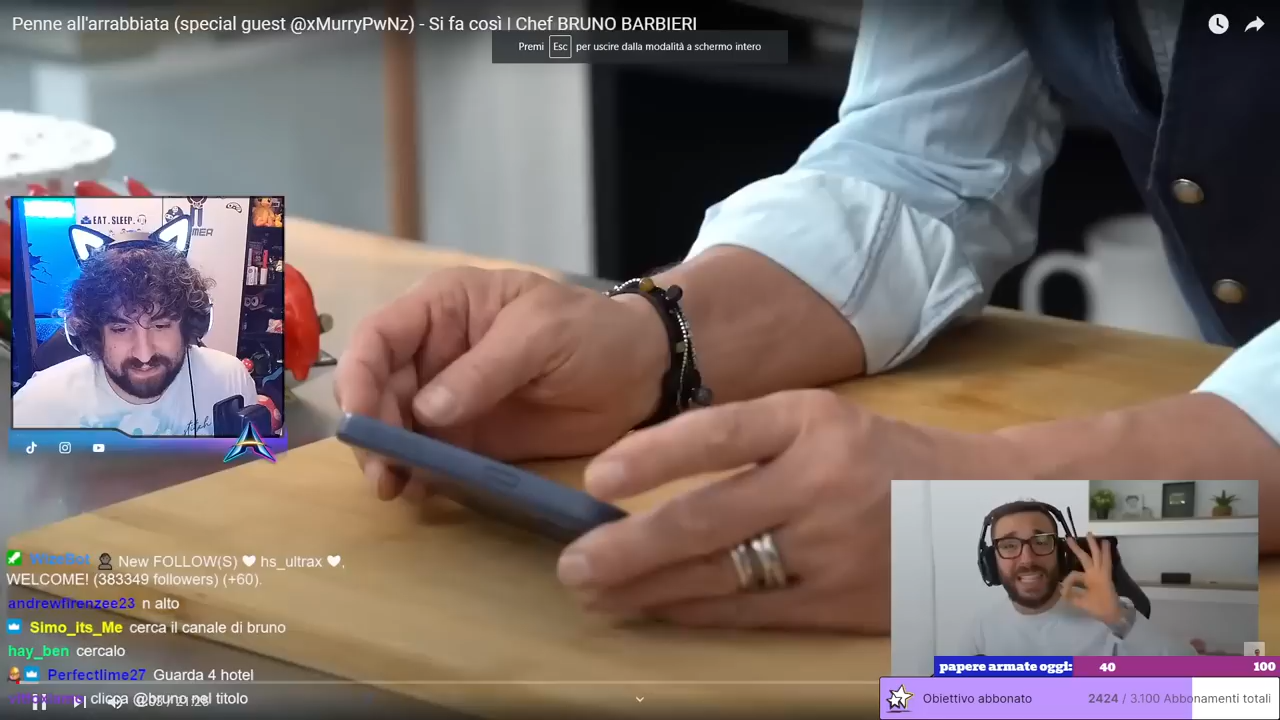 Penne all'arrabbiata (special guest @xMurryPwNz) - Si fa così | Chef BRUNO BARBIERI
Premi Esc per uscire dalla modalità a schermo intero
EAT. SLEEP.
New FOLLOW(S) hs_ultrax
WELCOME! (383349 followers) (+60).
andrewfirenzee23 n alto
Simo_its_Me cerca il canale di bruno
hay_ben cercalo
Perfectlime27 Guarda 4 hotel
clicca @bruno nel titolo
papere armate oggi: 40 100
Obiettivo abbonato 2424 / 3.100 Abbonamenti totali